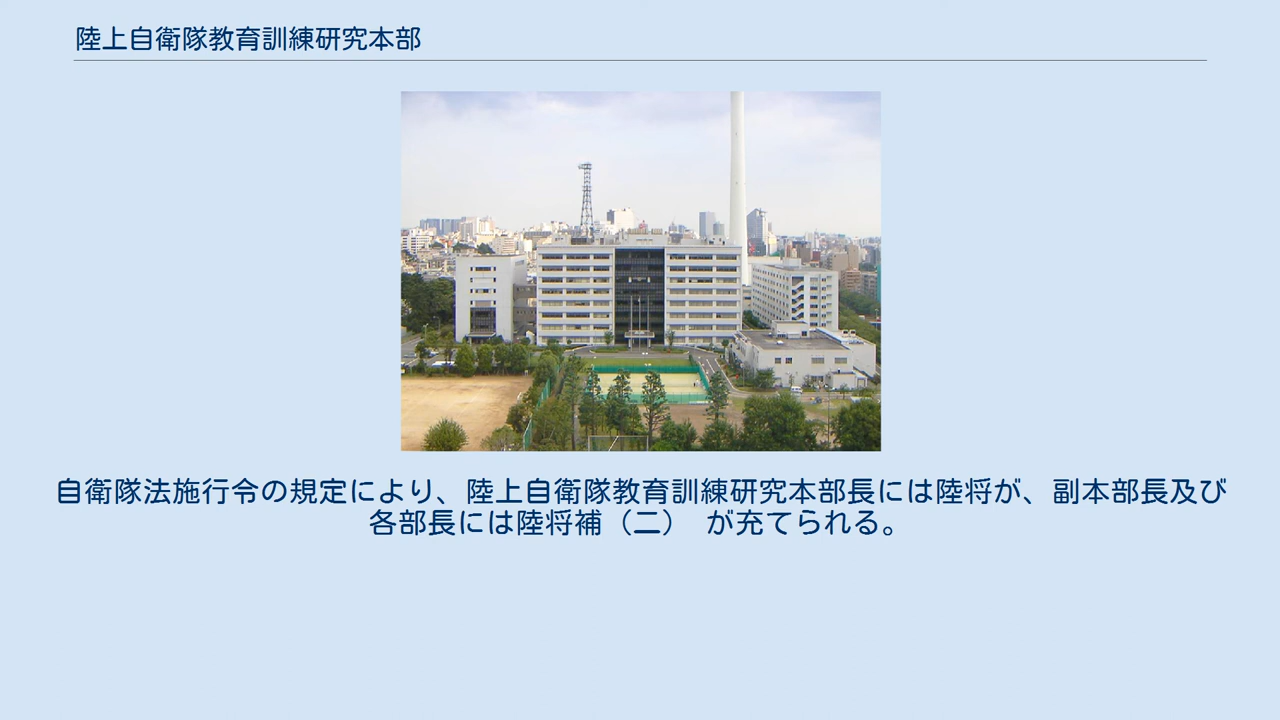 陸上自衛隊教育訓練研究本部
自衛隊法施行令の規定により、陸上自衛隊教育訓練研究本部長には陸将が、副本部長及び
各部長には陸将補（二） が充てられる。